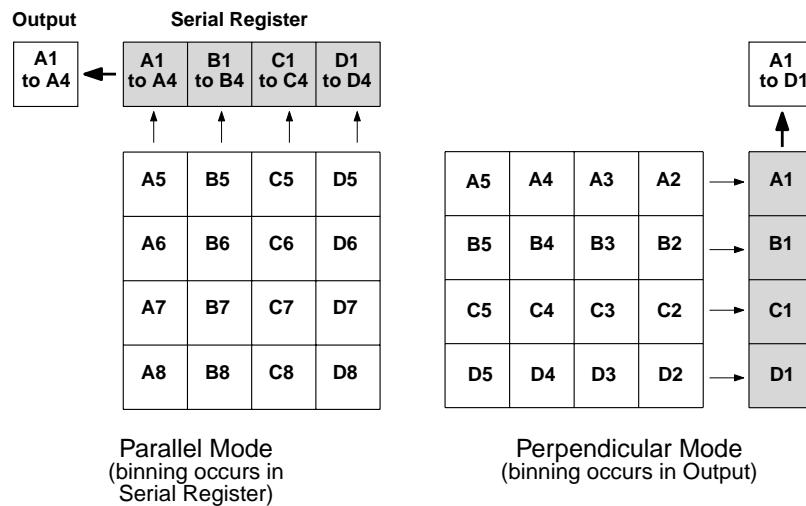 Output Serial Register
A1 to A4
A1 to A4 B1 to B4 C1 to C4 D1 to D4
A5 B5 C5 D5
A6 B6 C6 D6
A7 B7 C7 D7
A8 B8 C8 D8
Parallel Mode
(binning occurs in
Serial Register)
A1
to D1
A5 A4 A3 A2 A1
B5 B4 B3 B2 B1
C5 C4 C3 C2 C1
D5 D4 D3 D2 D1
Perpendicular Mode
(binning occurs in Output)